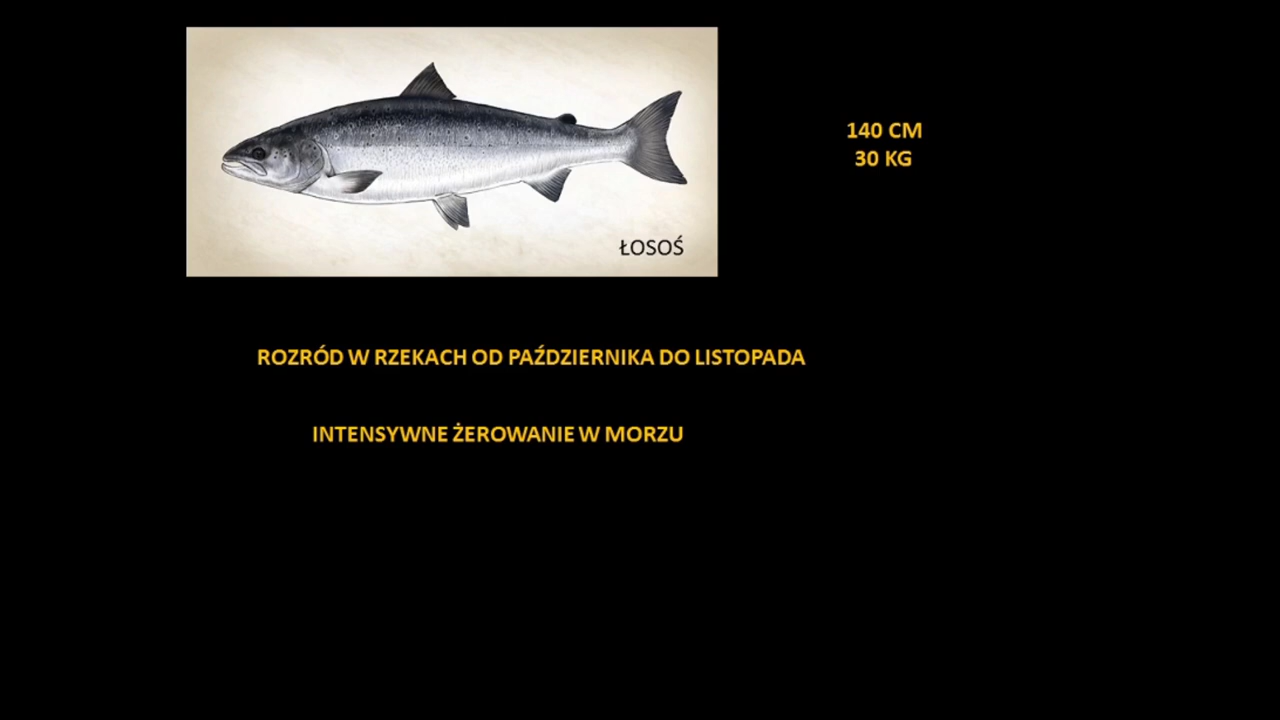 140 CM
30 KG
ŁOSOŚ
ROZRÓD W RZEKACH OD PAŹDZIERNIKA DO LISTOPADA
INTENSYWNE ŻEROWANIE W MORZU